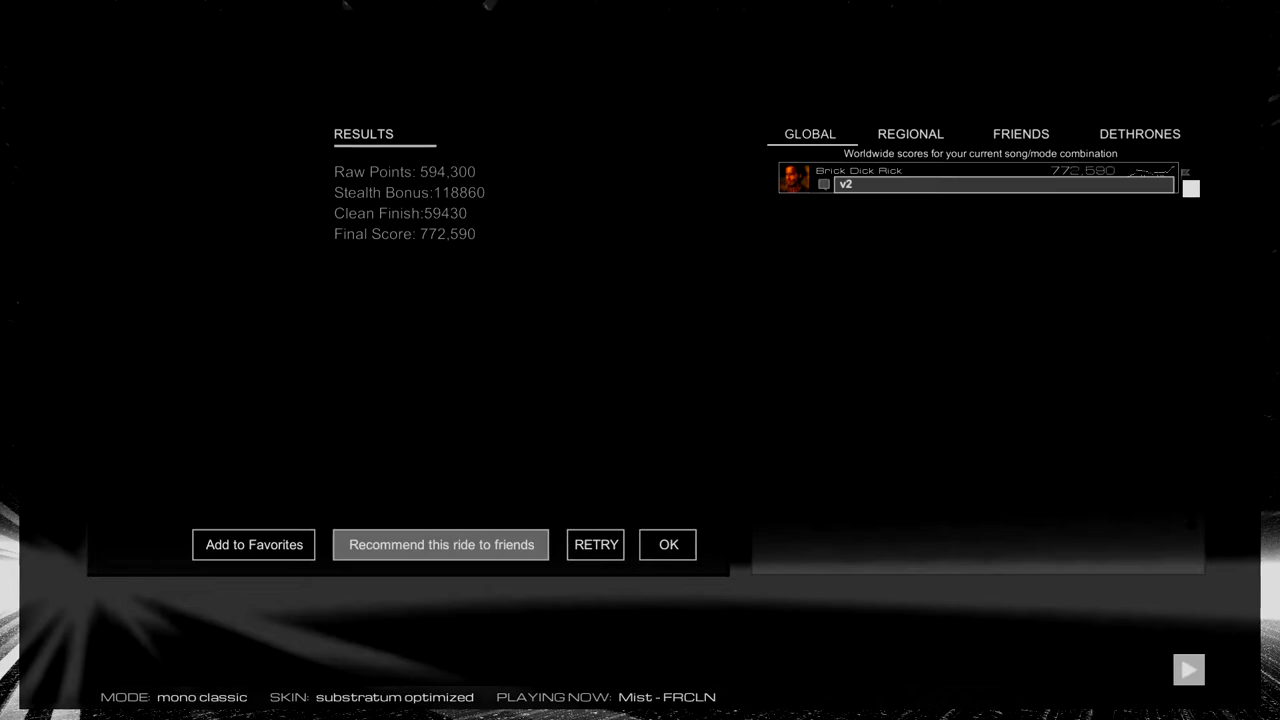 RESULTS
Raw Points: 594,300
Stealth Bonus:118860
Clean Finish:59430
Final Score: 772,590
GLOBAL REGIONAL FRIENDS DETHRONES
Worldwide scores for your current song/mode combination
Brick Dick Rick 772,590
v2
Add to Favorites Recommend this ride to friends RETRY OK
MODE: mono classic SKIN: substratum optimized PLAYING NOW: Mist - FRCLN